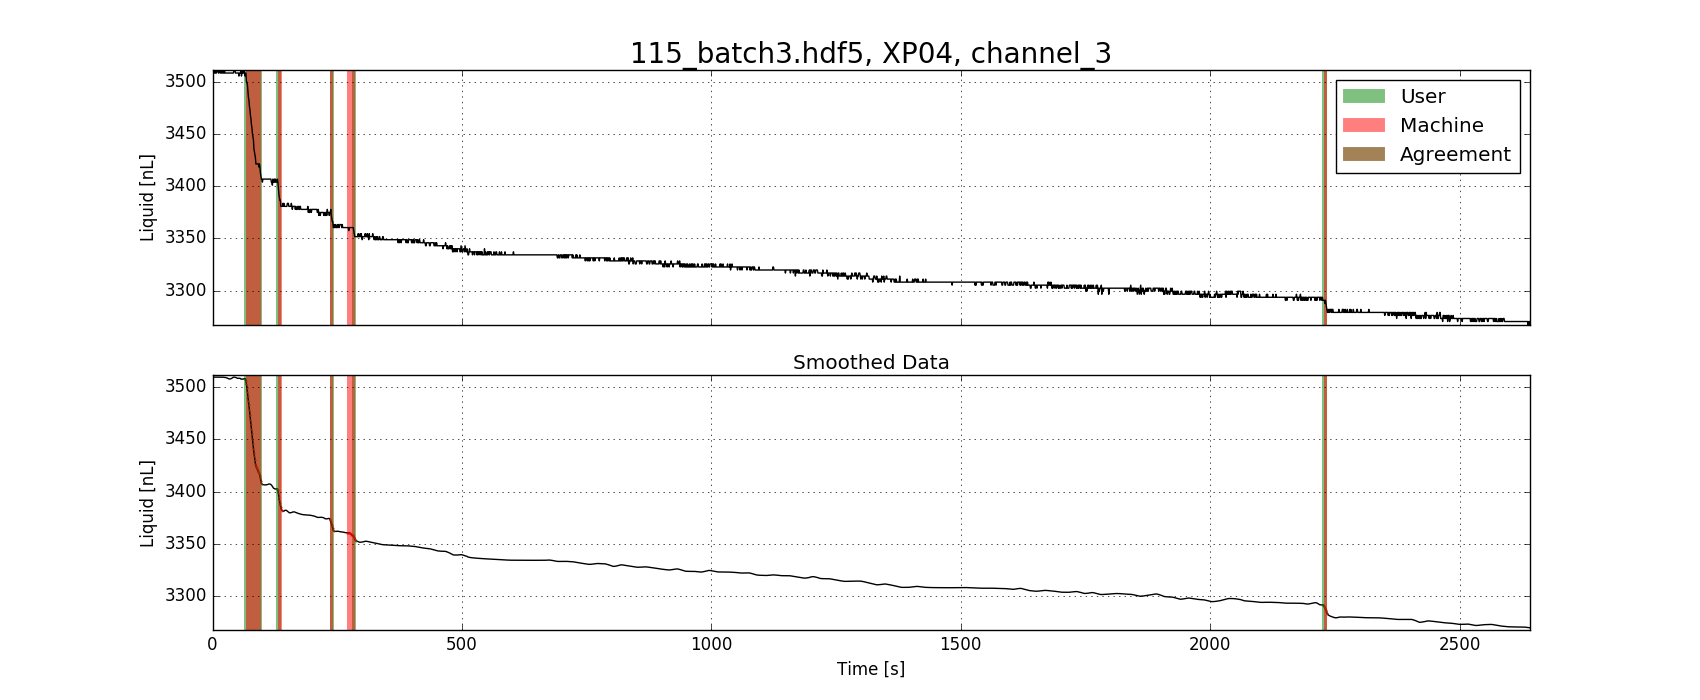 115_batch3.hdf5, XP04, channel_3
3500
3450
3400
3350
3300
Liquid [nL]
User
Machine
Agreement
Smoothed Data
3500
3450
3400
3350
3300
Liquid [nL]
0 500 1000 1500 2000 2500
Time [s]